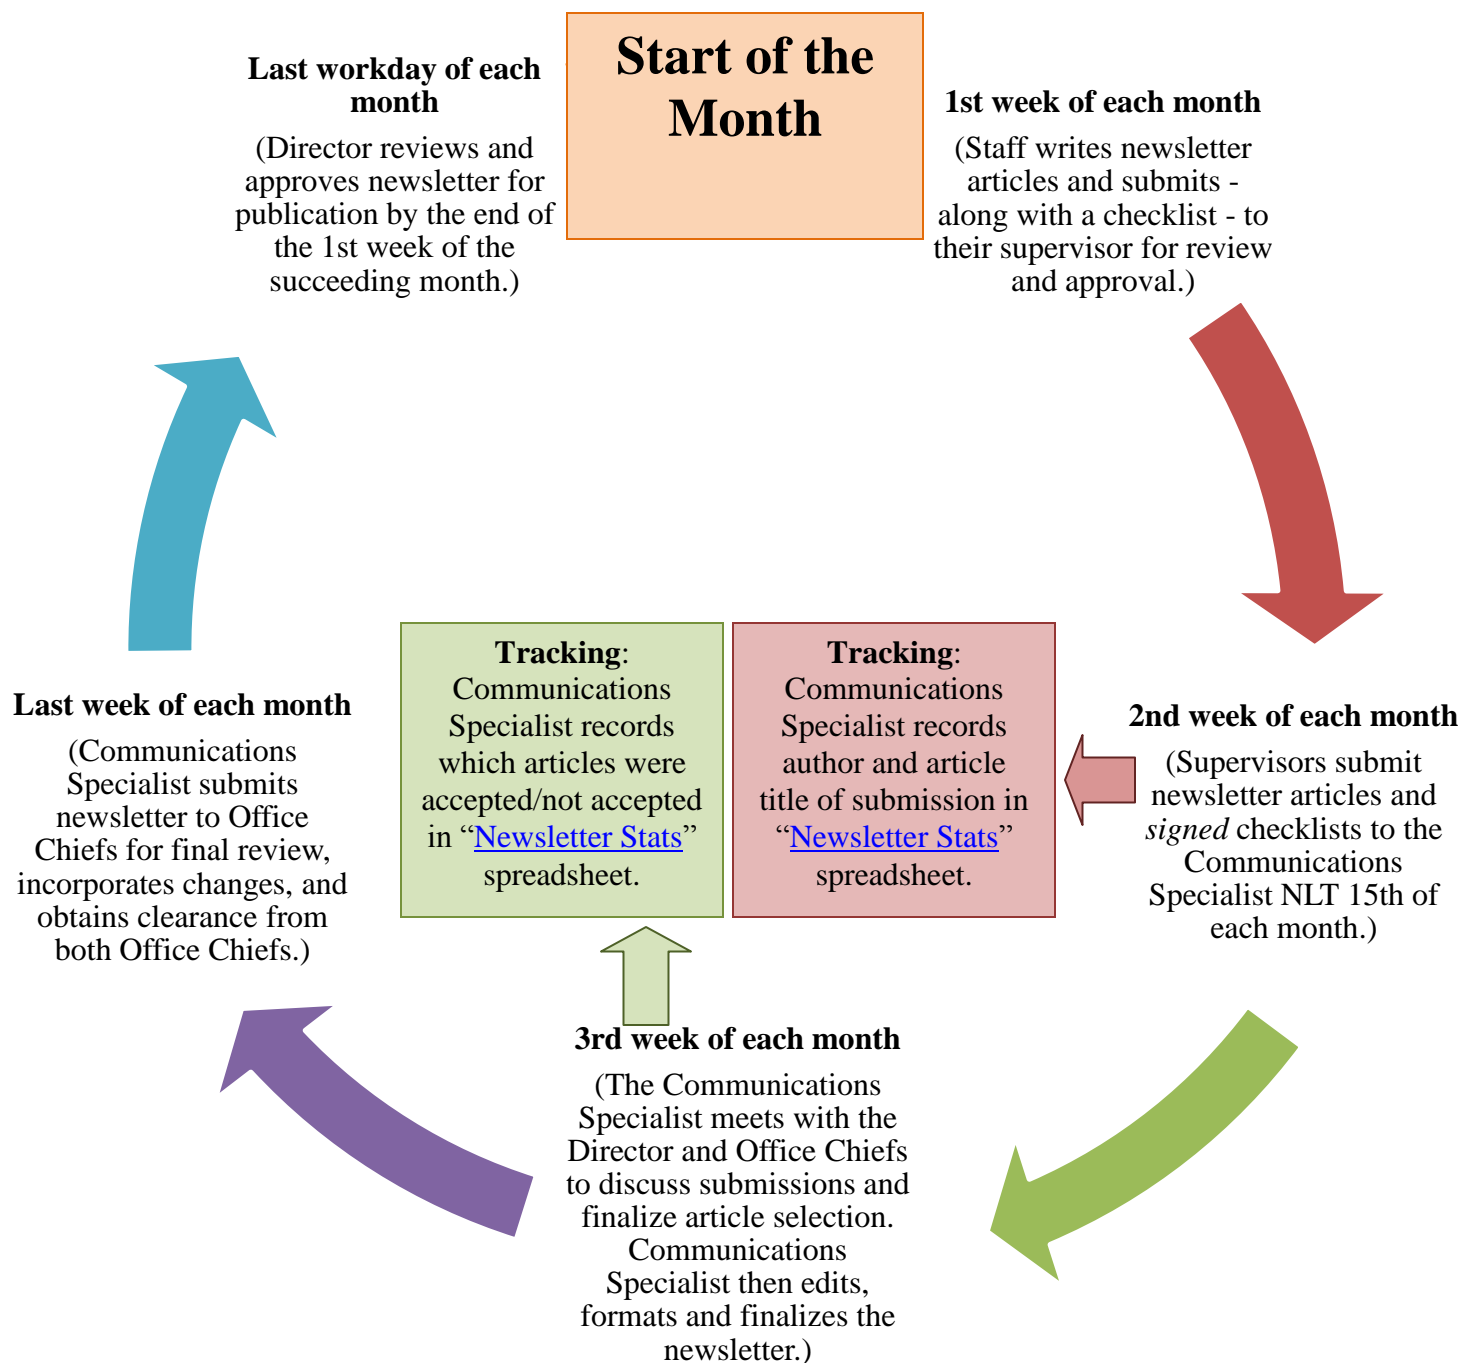 Start of the
Month
1st week of each month
(Staff writes newsletter
articles and submits -
along with a checklist - to
their supervisor for review
and approval.)
2nd week of each month
(Supervisors submit
newsletter articles and
signed checklists to the
Communications
Specialist NLT 15th of
each month.)
Tracking:
Communications
Specialist records
author and article
title of submission in
“Newsletter Stats”
spreadsheet.
3rd week of each month
(The Communications
Specialist meets with the
Director and Office Chiefs
to discuss submissions and
finalize article selection.
Communications
Specialist then edits,
formats and finalizes the
newsletter.)
Tracking:
Communications
Specialist records
which articles were
accepted/not accepted
in “Newsletter Stats”
spreadsheet.
Last week of each month
(Communications
Specialist submits
newsletter to Office
Chiefs for final review,
incorporates changes, and
obtains clearance from
both Office Chiefs.)
Last workday of each
month
(Director reviews and
approves newsletter for
publication by the end of
the 1st week of the
succeeding month.)